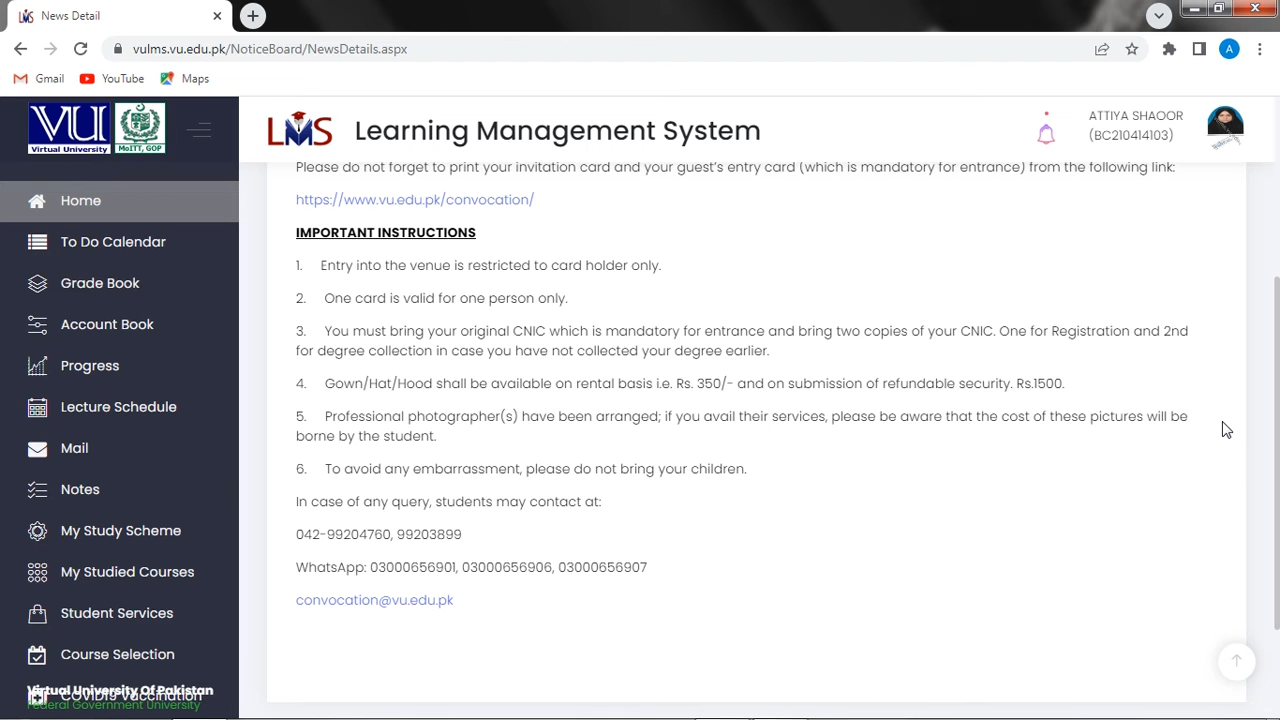 News Detail
vulms.vu.edu.pk/NoticeBoard/NewsDetails.aspx
A
Gmail
YouTube
Maps
VU
Virtual University
MoITT, GOP
LMS
Learning Management System
ATTIYA SHAOOR
(BC210414103)
Home
To Do Calendar
Grade Book
Account Book
Progress
Lecture Schedule
Mail
Notes
My Study Scheme
My Studied Courses
Student Services
Course Selection
COVID19 Vaccination
Virtual University Of Pakistan
Federal Government University
Please do not forget to print your invitation card and your guest's entry card (which is mandatory for entrance) from the following link:
https://www.vu.edu.pk/convocation/
IMPORTANT INSTRUCTIONS
1. Entry into the venue is restricted to card holder only.
2. One card is valid for one person only.
3. You must bring your original CNIC which is mandatory for entrance and bring two copies of your CNIC. One for Registration and 2nd
for degree collection in case you have not collected your degree earlier.
4. Gown/Hat/Hood shall be available on rental basis i.e. Rs. 350/- and on submission of refundable security. Rs.1500.
5. Professional photographer(s) have been arranged; if you avail their services, please be aware that the cost of these pictures will be
borne by the student.
6. To avoid any embarrassment, please do not bring your children.
In case of any query, students may contact at:
042-99204760, 99203899
WhatsApp: 03000656901, 03000656906, 03000656907
convocation@vu.edu.pk